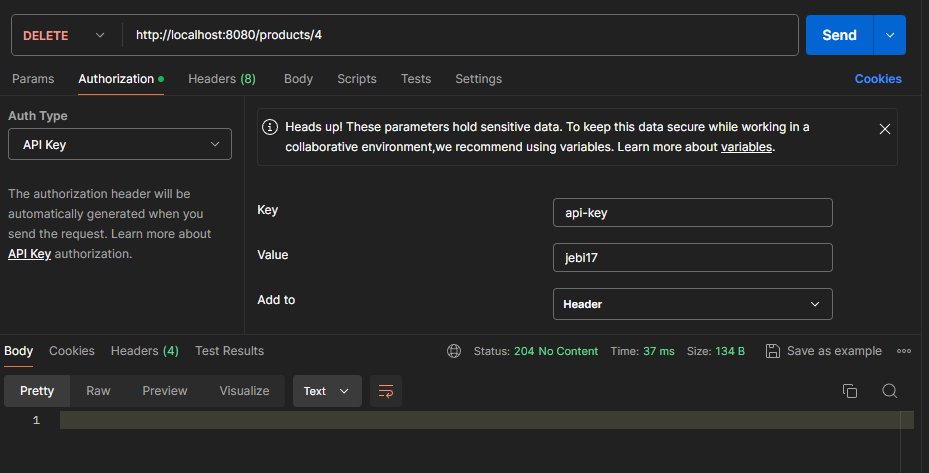 DELETE http://localhost:8080/products/4 Send
Params Authorization Headers (8) Body Scripts Tests Settings Cookies
Auth Type
API Key
The authorization header will be
automatically generated when you
send the request. Learn more about
API Key authorization.
Heads up! These parameters hold sensitive data. To keep this data secure while working in a
collaborative environment,we recommend using variables. Learn more about variables.
Key api-key
Value jebi17
Add to Header
Body Cookies Headers (4) Test Results Status: 204 No Content Time: 37 ms Size: 134 B Save as example
Pretty Raw Preview Visualize Text
1